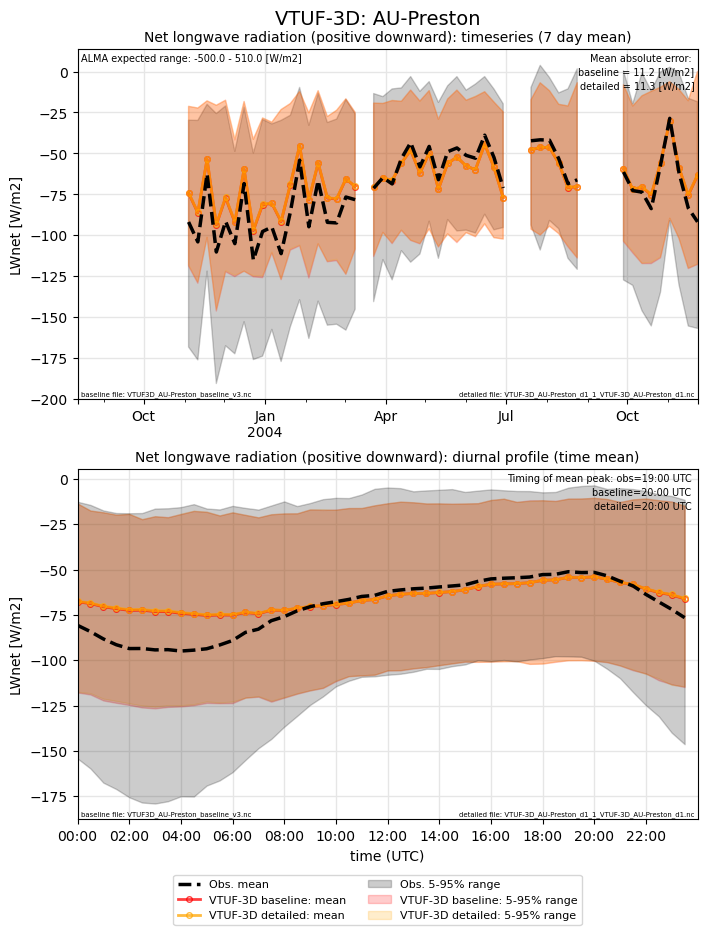 VTUF-3D: AU-Preston
Net longwave radiation (positive downward): timeseries (7 day mean)
ALMA expected range: -500.0 - 510.0 [W/m2]
Mean absolute error:
baseline = 11.2 [W/m2]
detailed = 11.3 [W/m2]
0
−25
−50
−75
−100
−125
−150
−175
−200
LWnet [W/m2]
baseline file: VTUF3D_AU-Preston_baseline_v3.nc
detailed file: VTUF-3D_AU-Preston_d1_1_VTUF-3D_AU-Preston_d1.nc
Oct Jan Apr Jul Oct
2004
Net longwave radiation (positive downward): diurnal profile (time mean)
Timing of mean peak: obs=19:00 UTC
baseline=20:00 UTC
detailed=20:00 UTC
0
−25
−50
−75
−100
−125
−150
−175
LWnet [W/m2]
baseline file: VTUF3D_AU-Preston_baseline_v3.nc
detailed file: VTUF-3D_AU-Preston_d1_1_VTUF-3D_AU-Preston_d1.nc
00:00 02:00 04:00 06:00 08:00 10:00 12:00 14:00 16:00 18:00 20:00 22:00
time (UTC)
Obs. mean
VTUF-3D baseline: mean
VTUF-3D detailed: mean
Obs. 5-95% range
VTUF-3D baseline: 5-95% range
VTUF-3D detailed: 5-95% range